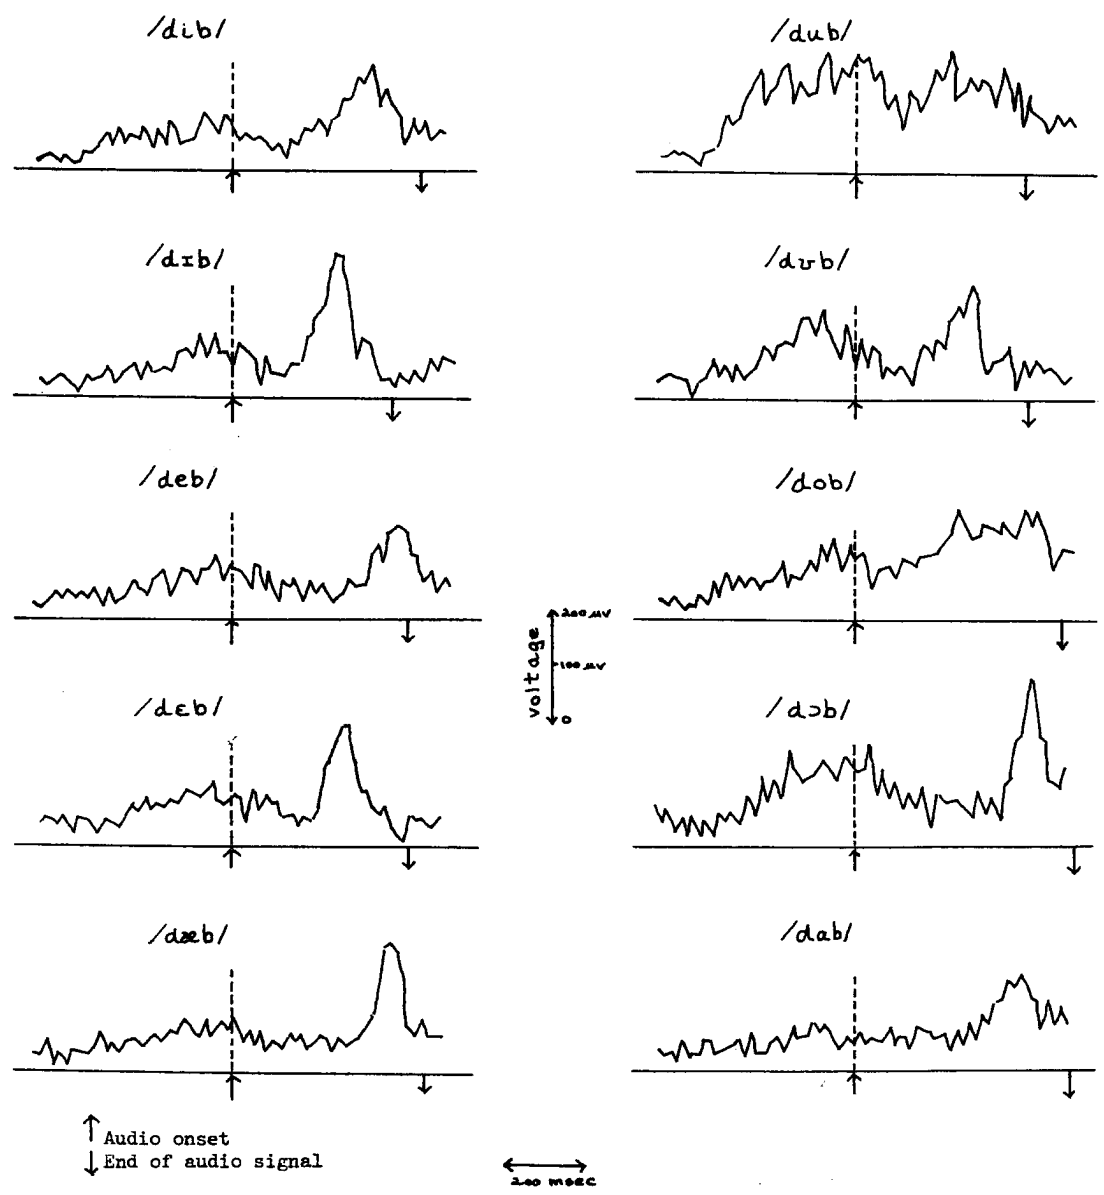 /dib/
/dub/
/dɪb/
/dʊb/
/deb/
/dob/
voltage
200 μv
100 μv
0
/dɛb/
/dɔb/
/dæb/
/dab/
↑ Audio onset
↓ End of audio signal
200 msec